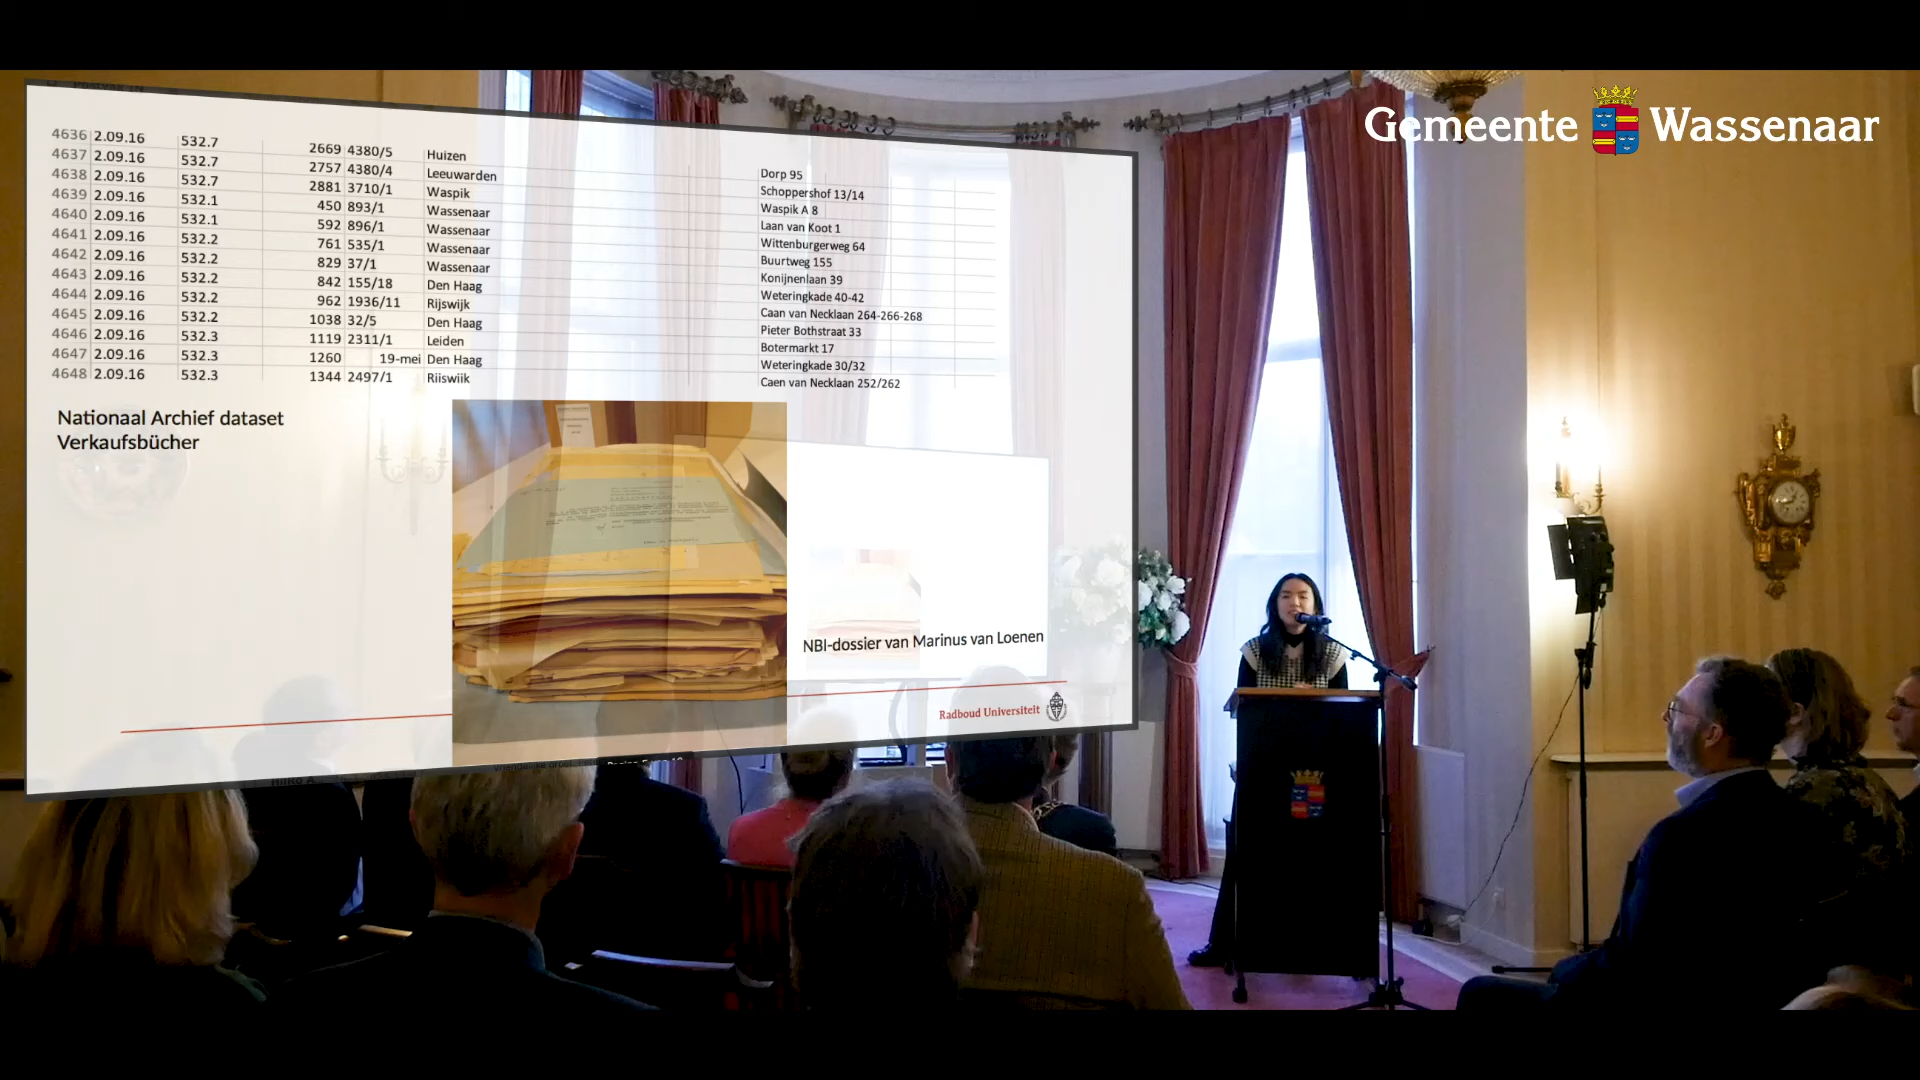 Gemeente Wassenaar
4636 2.09.16 532.7 2669 4380/5 Huizen Dorp 95
4637 2.09.16 532.7 2757 4380/4 Leeuwarden Schoppershof 13/14
4638 2.09.16 532.7 2881 3710/1 Waspik Waspik A 8
4639 2.09.16 532.1 450 893/1 Wassenaar Laan van Koot 1
4640 2.09.16 532.1 592 896/1 Wassenaar Wittenburgerweg 64
4641 2.09.16 532.2 761 535/1 Wassenaar Buurtweg 155
4642 2.09.16 532.2 829 37/1 Wassenaar Konijnenlaan 39
4643 2.09.16 532.2 842 155/18 Den Haag Weteringkade 40-42
4644 2.09.16 532.2 962 1936/11 Rijswijk Caan van Necklaan 264-266-268
4645 2.09.16 532.2 1038 32/5 Den Haag Pieter Bothstraat 33
4646 2.09.16 532.3 1119 2311/1 Leiden Botermarkt 17
4647 2.09.16 532.3 1260 19-mei Den Haag Weteringkade 30/32
4648 2.09.16 532.3 1344 2497/1 Rijswijk Caen van Necklaan 252/262
Nationaal Archief dataset
Verkaufsbücher
NBI-dossier van Marinus van Loenen
Radboud Universiteit